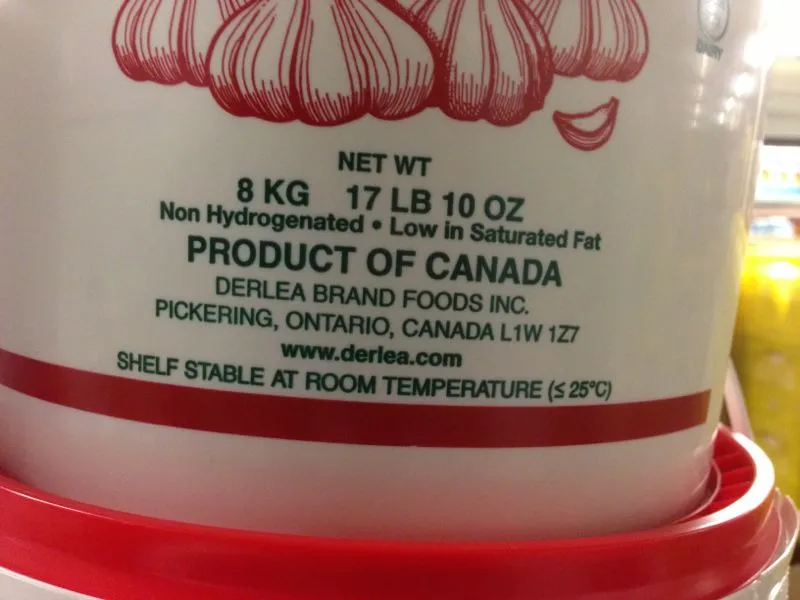 NET WT
8 KG 17 LB 10 OZ
Non Hydrogenated • Low in Saturated Fat
PRODUCT OF CANADA
DERLEA BRAND FOODS INC.
PICKERING, ONTARIO, CANADA L1W 1Z7
www.derlea.com
SHELF STABLE AT ROOM TEMPERATURE (≤ 25°C)